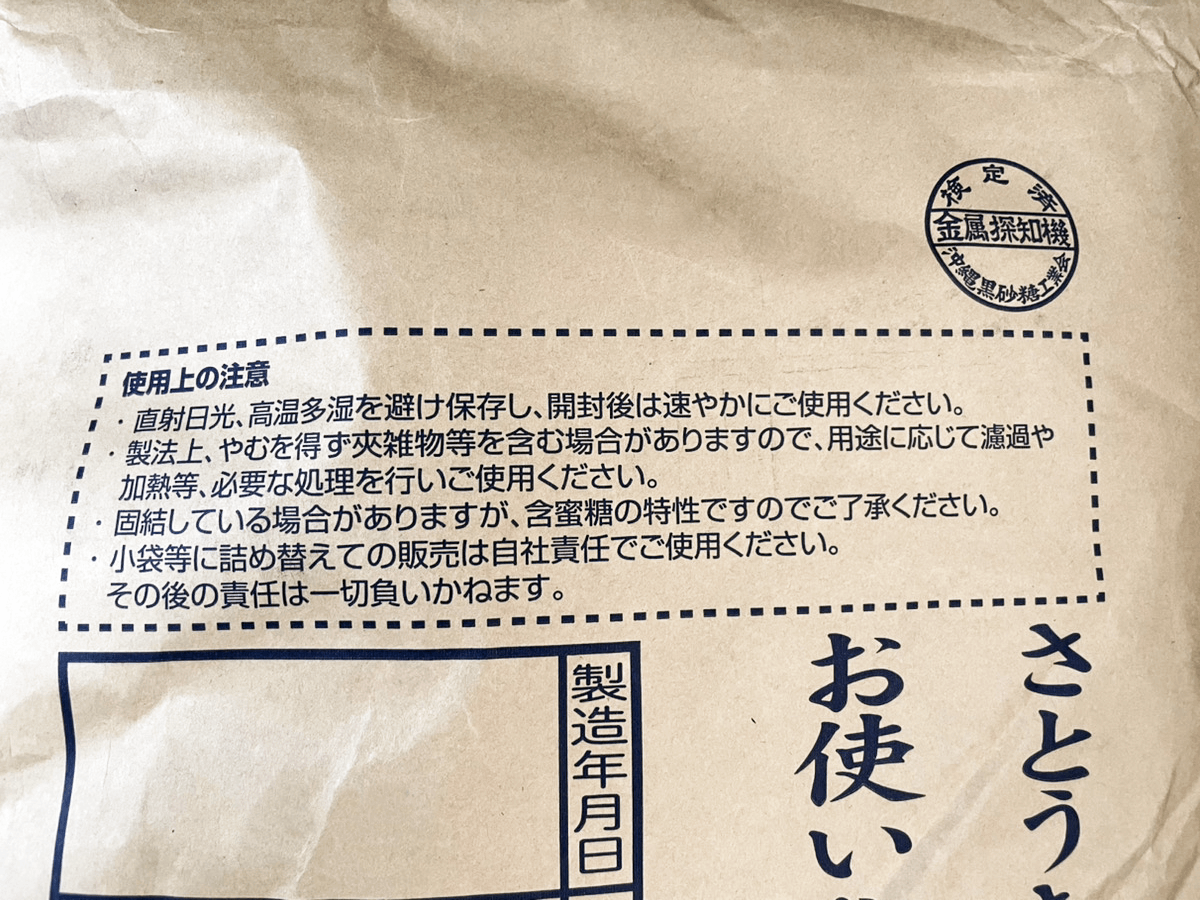 検定済
金属探知機
沖縄黒砂糖工業会
使用上の注意
・直射日光、高温多湿を避け保存し、開封後は速やかにご使用ください。
・製法上、やむを得ず夾雑物等を含む場合がありますので、用途に応じて濾過や
加熱等、必要な処理を行いご使用ください。
・固結している場合がありますが、含蜜糖の特性ですのでご了承ください。
・小袋等に詰め替えての販売は自社責任でご使用ください。
その後の責任は一切負いかねます。
さとう
お使い
製造年月日